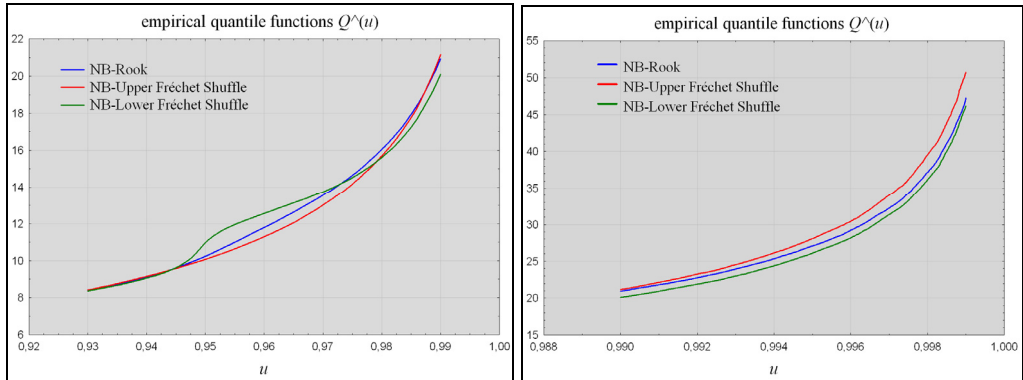 empirical quantile functions Q^(u)
22
20
18
16
14
12
10
8
6
NB-Rook
NB-Upper Fréchet Shuffle
NB-Lower Fréchet Shuffle
0,92 0,93 0,94 0,95 0,96 0,97 0,98 0,99 1,00
u
empirical quantile functions Q^(u)
55
50
45
40
35
30
25
20
15
NB-Rook
NB-Upper Fréchet Shuffle
NB-Lower Fréchet Shuffle
0,988 0,990 0,992 0,994 0,996 0,998 1,000
u